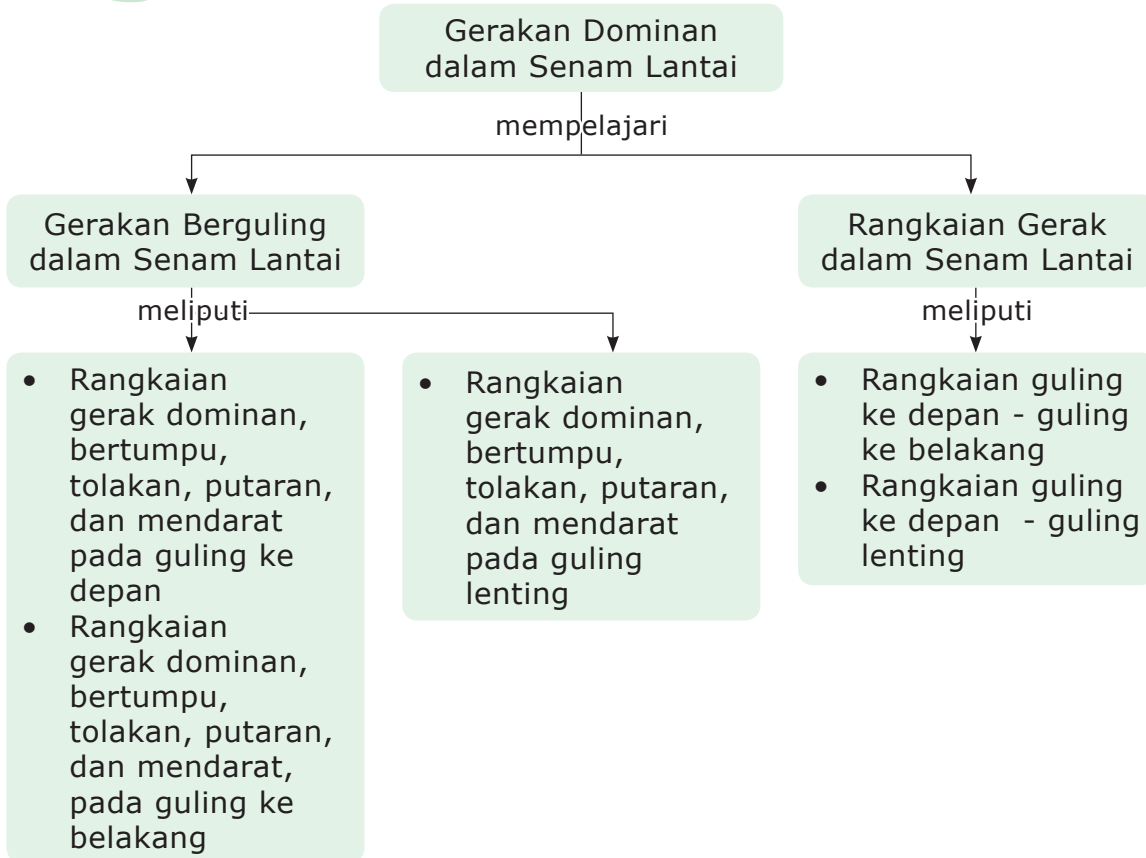 Gerakan Dominan
dalam Senam Lantai
mempelajari
Gerakan Berguling
dalam Senam Lantai
meliputi
• Rangkaian
gerak dominan,
bertumpu,
tolakan, putaran,
dan mendarat
pada guling ke
depan
• Rangkaian
gerak dominan,
bertumpu,
tolakan, putaran,
dan mendarat,
pada guling ke
belakang
• Rangkaian
gerak dominan,
bertumpu,
tolakan, putaran,
dan mendarat
pada guling
lenting
Rangkaian Gerak
dalam Senam Lantai
meliputi
• Rangkaian guling
ke depan - guling
ke belakang
• Rangkaian guling
ke depan - guling
lenting